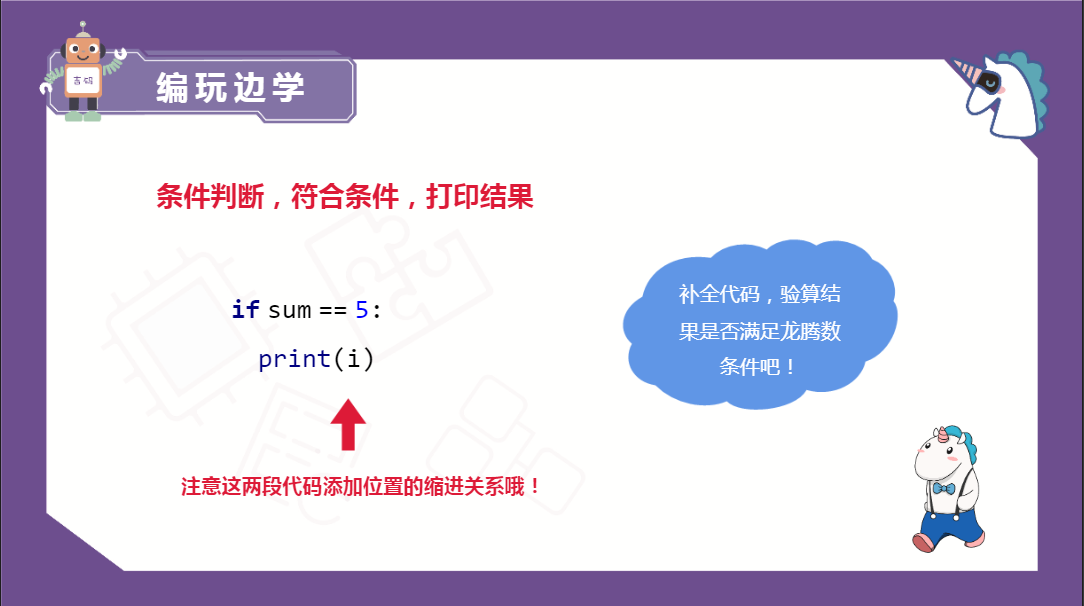 吉码
编玩边学
条件判断，符合条件，打印结果
if sum == 5:
print(i)
补全代码，验算结
果是否满足龙腾数
条件吧！
注意这两段代码添加位置的缩进关系哦！